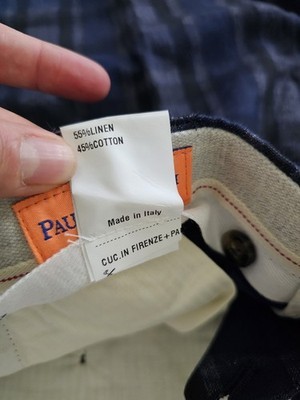 55%LINEN
45%COTTON
Made in Italy
CUC.IN FIRENZE+PA
PAU